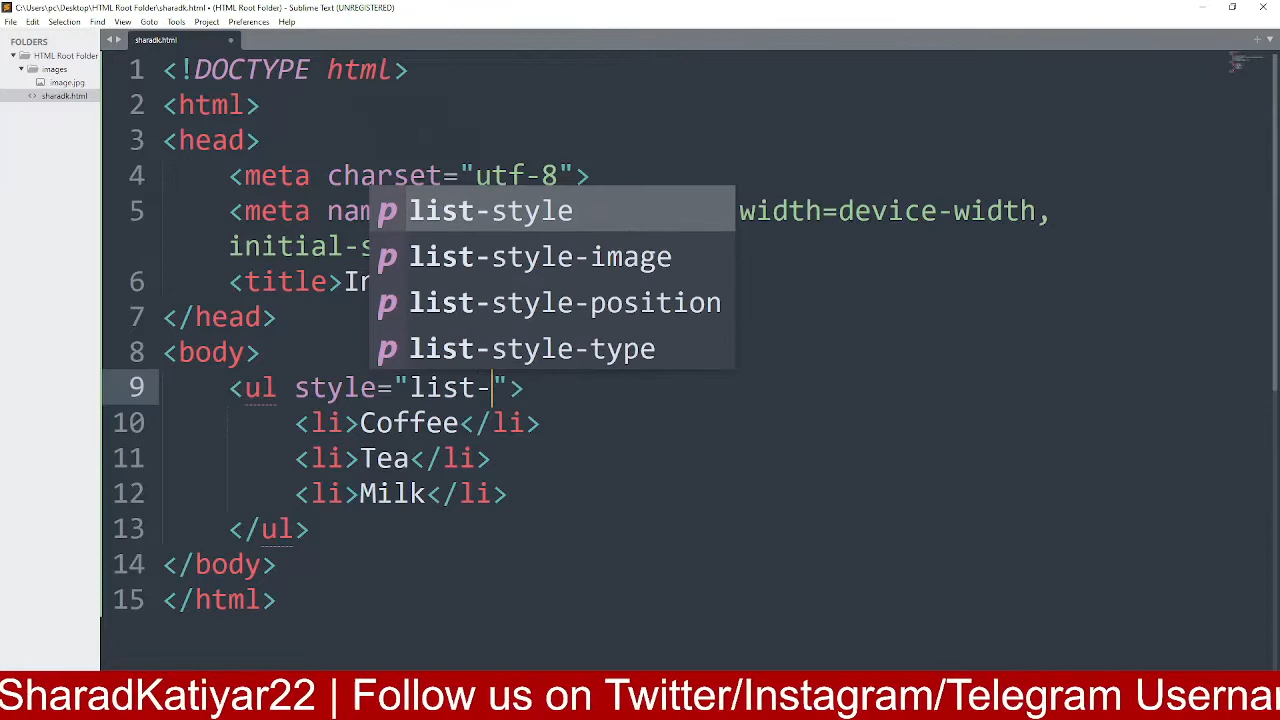 C:\Users\pc\Desktop\HTML Root Folder\sharadk.html • (HTML Root Folder) - Sublime Text (UNREGISTERED)
File Edit Selection Find View Goto Tools Project Preferences Help
FOLDERS
HTML Root Folder
images
image.jpg
sharadk.html
sharadk.html
1 <!DOCTYPE html>
2 <html>
3 <head>
4 <meta charset="utf-8">
5 <meta nam width=device-width,
initial-s
6 <title>In
7 </head>
8 <body>
p list-style
p list-style-image
p list-style-position
p list-style-type
9 <ul style="list-">
10 <li>Coffee</li>
11 <li>Tea</li>
12 <li>Milk</li>
13 </ul>
14 </body>
15 </html>
SharadKatiyar22 | Follow us on Twitter/Instagram/Telegram Userna